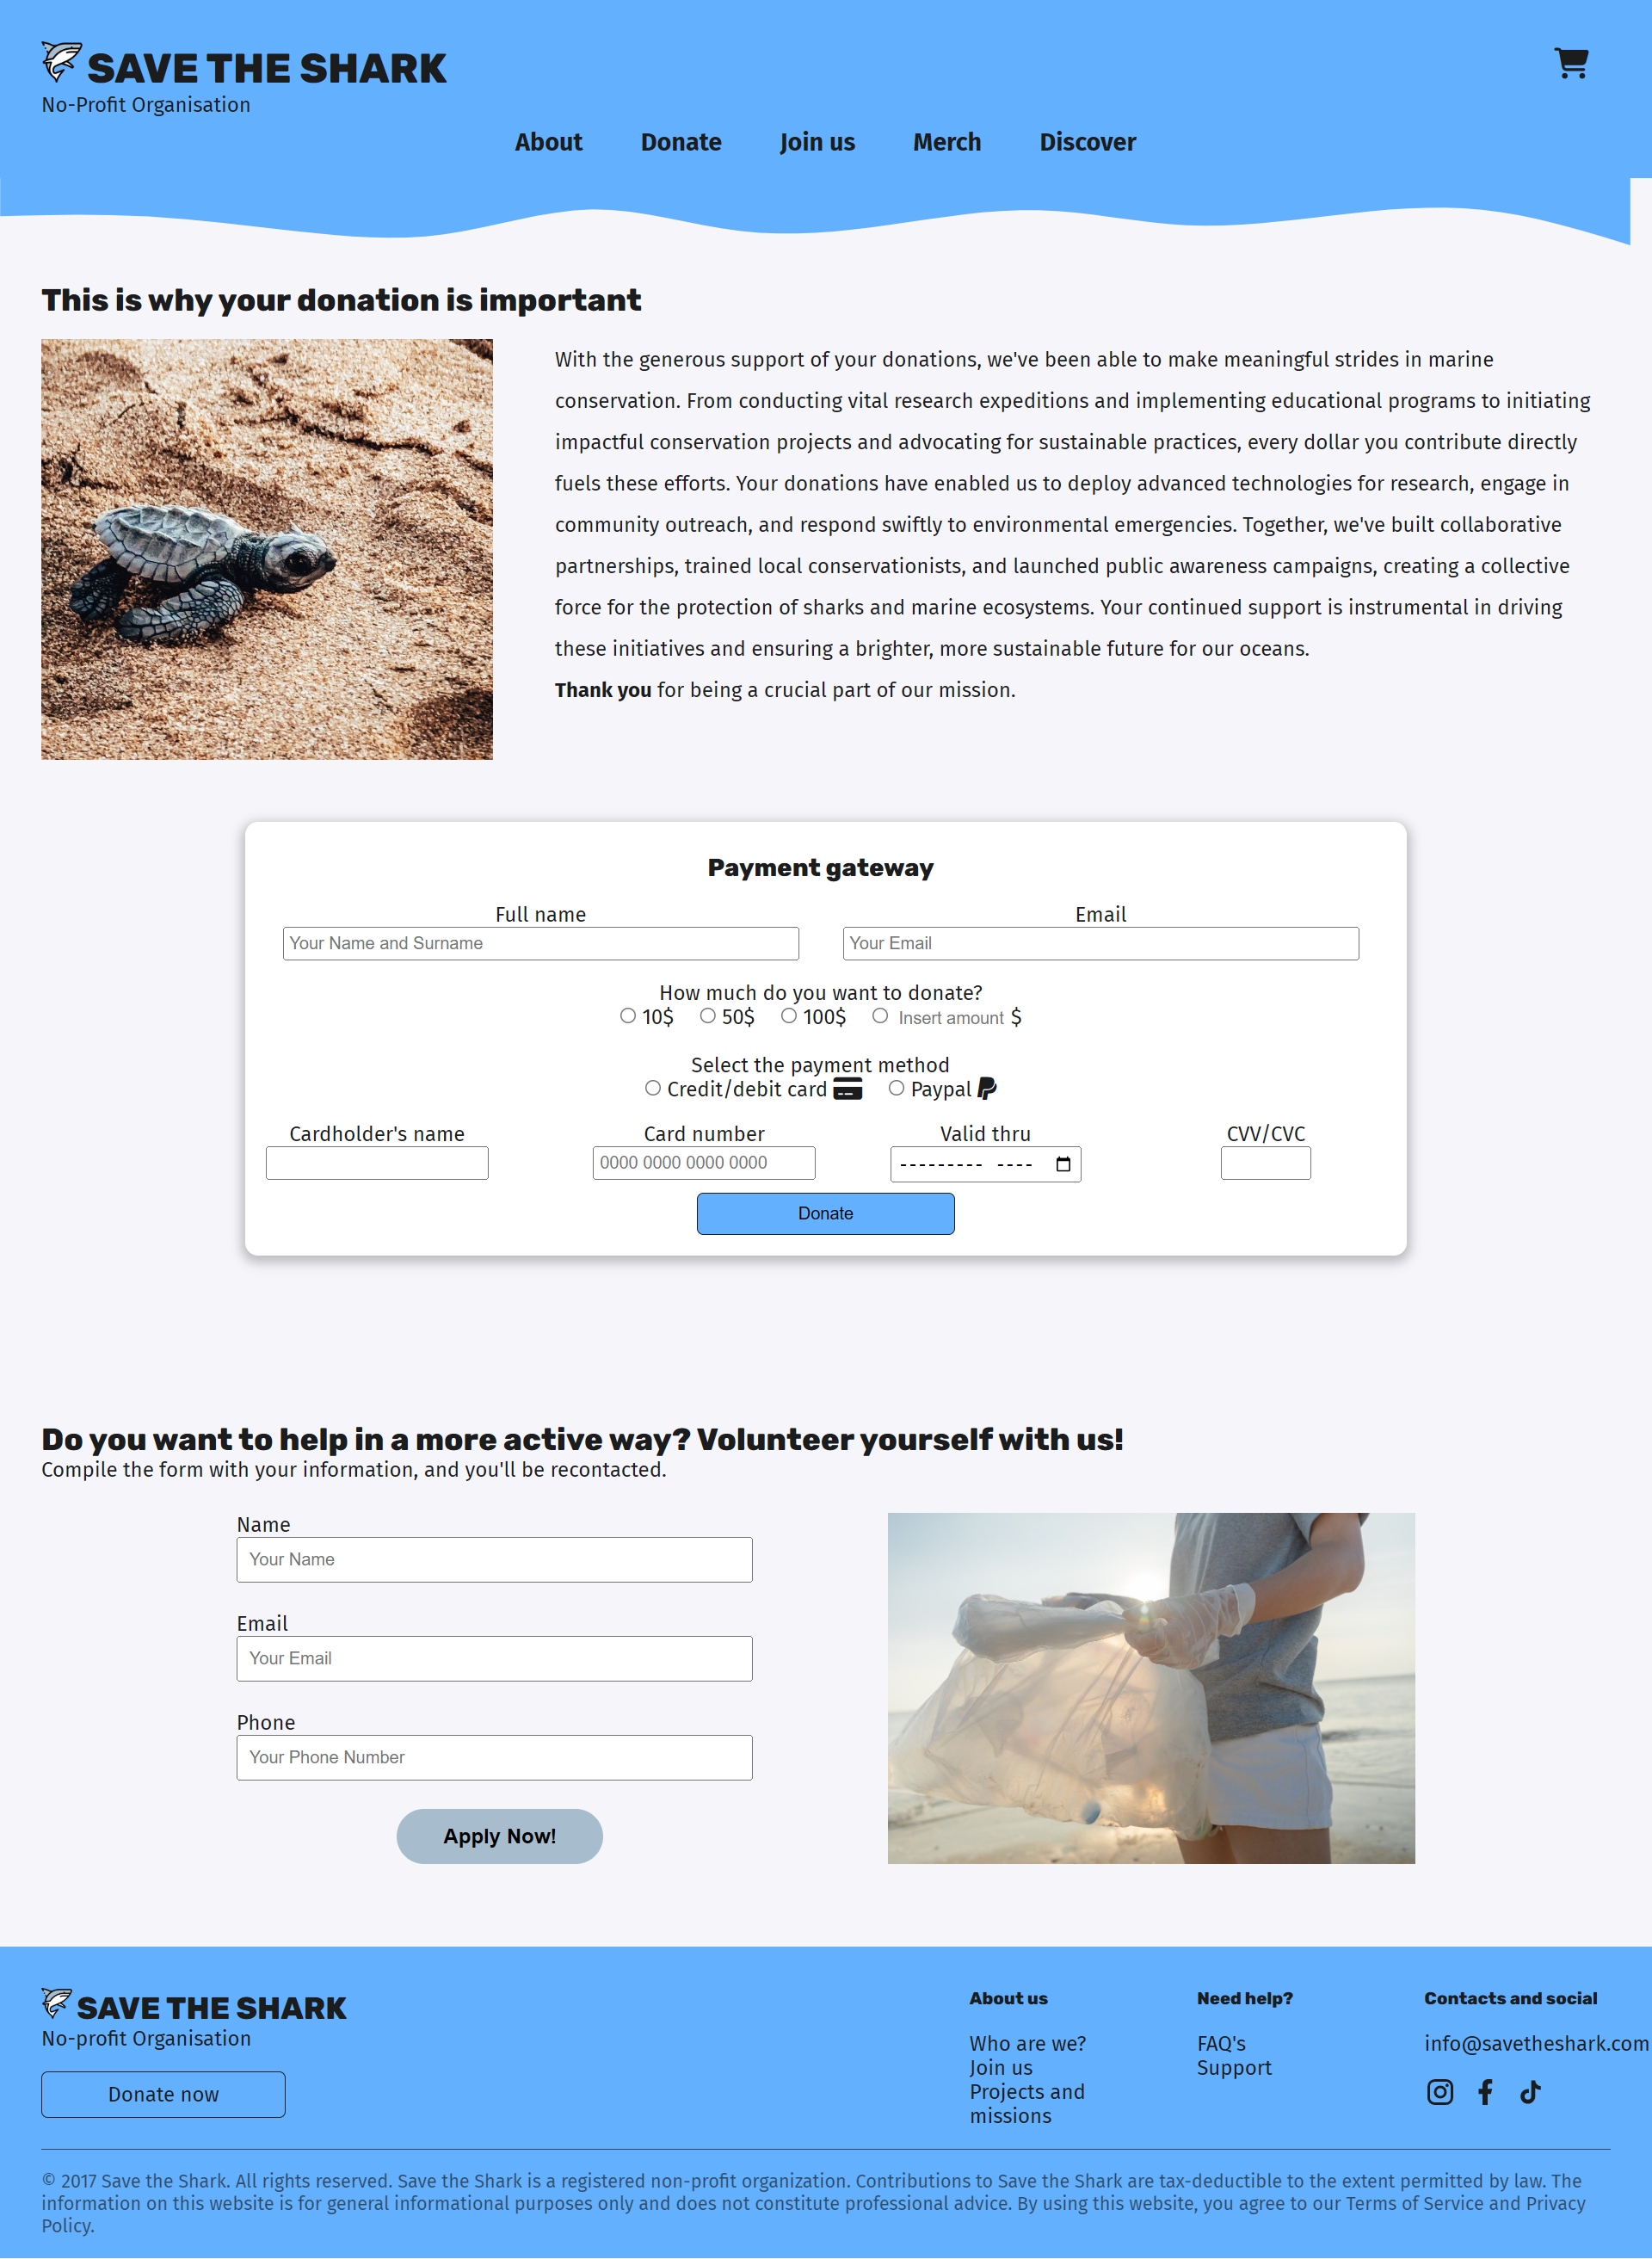 SAVE THE SHARK
No-Profit Organisation
About Donate Join us Merch Discover
This is why your donation is important
With the generous support of your donations, we've been able to make meaningful strides in marine
conservation. From conducting vital research expeditions and implementing educational programs to initiating
impactful conservation projects and advocating for sustainable practices, every dollar you contribute directly
fuels these efforts. Your donations have enabled us to deploy advanced technologies for research, engage in
community outreach, and respond swiftly to environmental emergencies. Together, we've built collaborative
partnerships, trained local conservationists, and launched public awareness campaigns, creating a collective
force for the protection of sharks and marine ecosystems. Your continued support is instrumental in driving
these initiatives and ensuring a brighter, more sustainable future for our oceans.
Thank you for being a crucial part of our mission.
Payment gateway
Full name Email
Your Name and Surname Your Email
How much do you want to donate?
10$ 50$ 100$ Insert amount $
Select the payment method
Credit/debit card Paypal
Cardholder's name Card number Valid thru CVV/CVC
0000 0000 0000 0000 --------- ----
Donate
Do you want to help in a more active way? Volunteer yourself with us!
Compile the form with your information, and you'll be recontacted.
Name
Your Name
Email
Your Email
Phone
Your Phone Number
Apply Now!
SAVE THE SHARK
No-profit Organisation
Donate now
About us
Who are we?
Join us
Projects and
missions
Need help?
FAQ's
Support
Contacts and social
info@savetheshark.com
© 2017 Save the Shark. All rights reserved. Save the Shark is a registered non-profit organization. Contributions to Save the Shark are tax-deductible to the extent permitted by law. The
information on this website is for general informational purposes only and does not constitute professional advice. By using this website, you agree to our Terms of Service and Privacy
Policy.